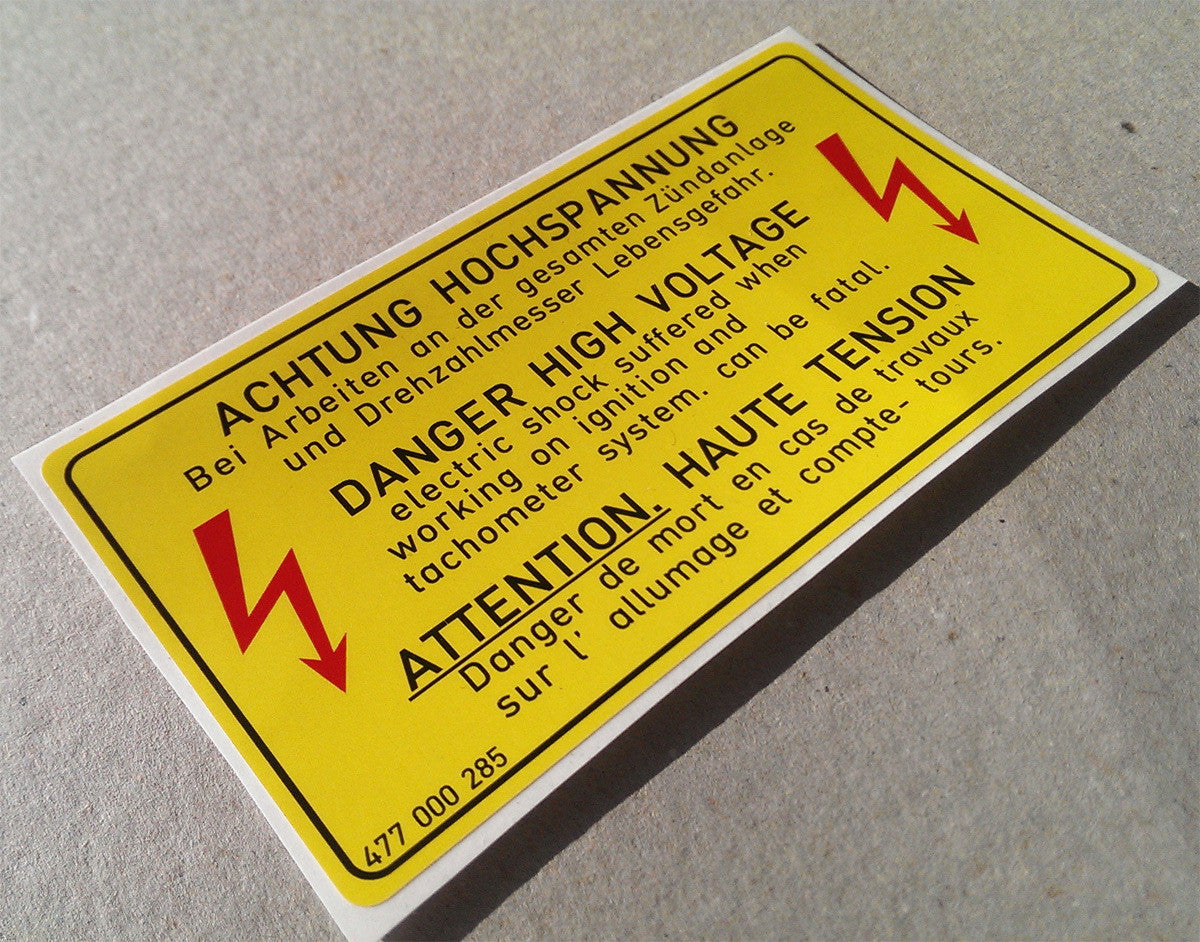 ACHTUNG HOCHSPANNUNG
Bei Arbeiten an der gesamten Zündanlage
und Drehzahlmesser Lebensgefahr.
DANGER HIGH VOLTAGE
electric shock suffered when
working on ignition and
tachometer system. can be fatal.
ATTENTION. HAUTE TENSION
Danger de mort en cas de travaux
sur l' allumage et compte- tours.
477 000 285